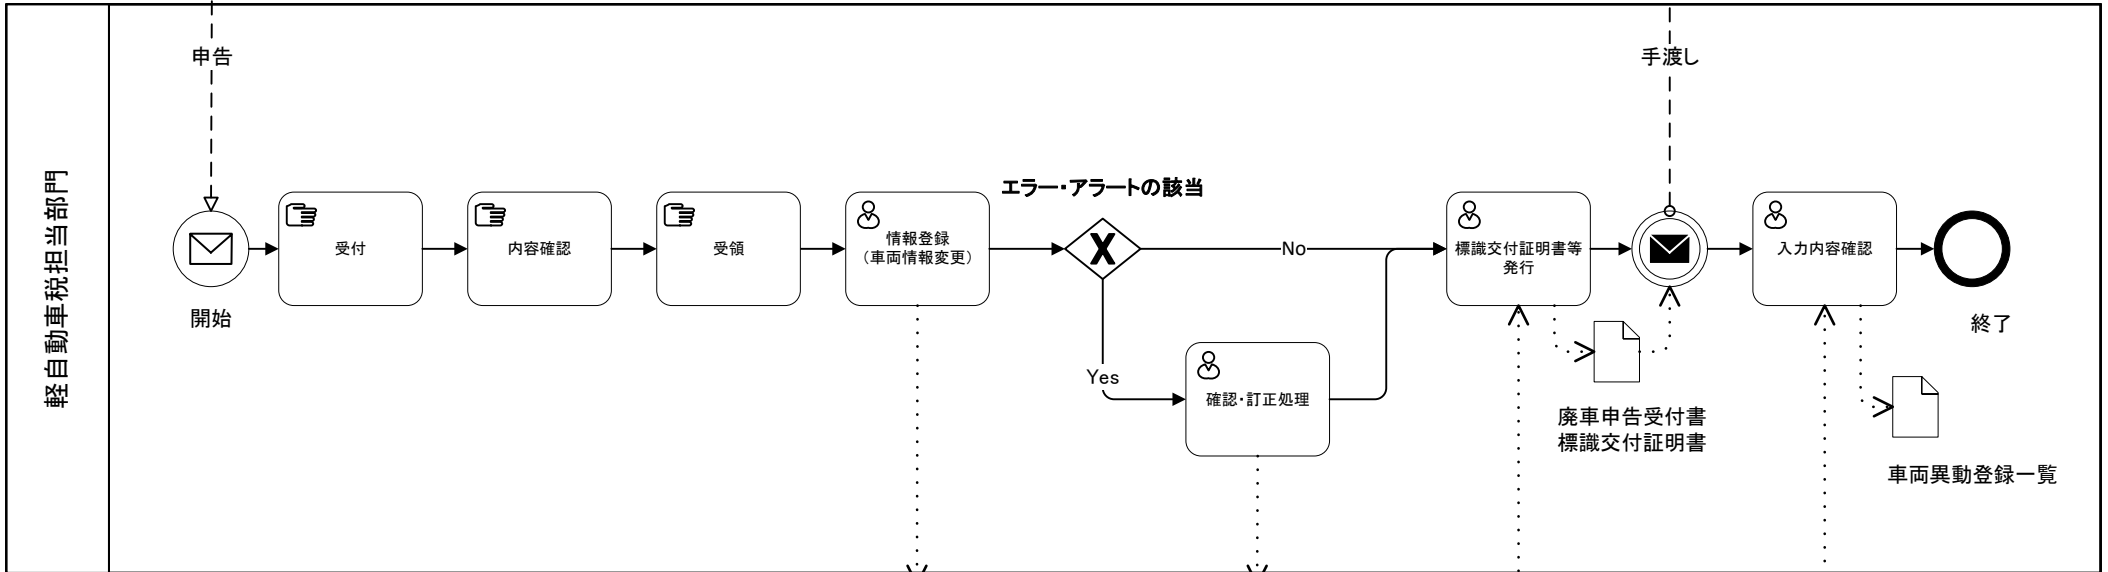 軽自動車税担当部門
申告
手渡し
開始
受付
内容確認
受領
情報登録
（車両情報変更）
エラー・アラートの該当
No
Yes
確認・訂正処理
標識交付証明書等
発行
廃車申告受付書
標識交付証明書
入力内容確認
終了
車両異動登録一覧